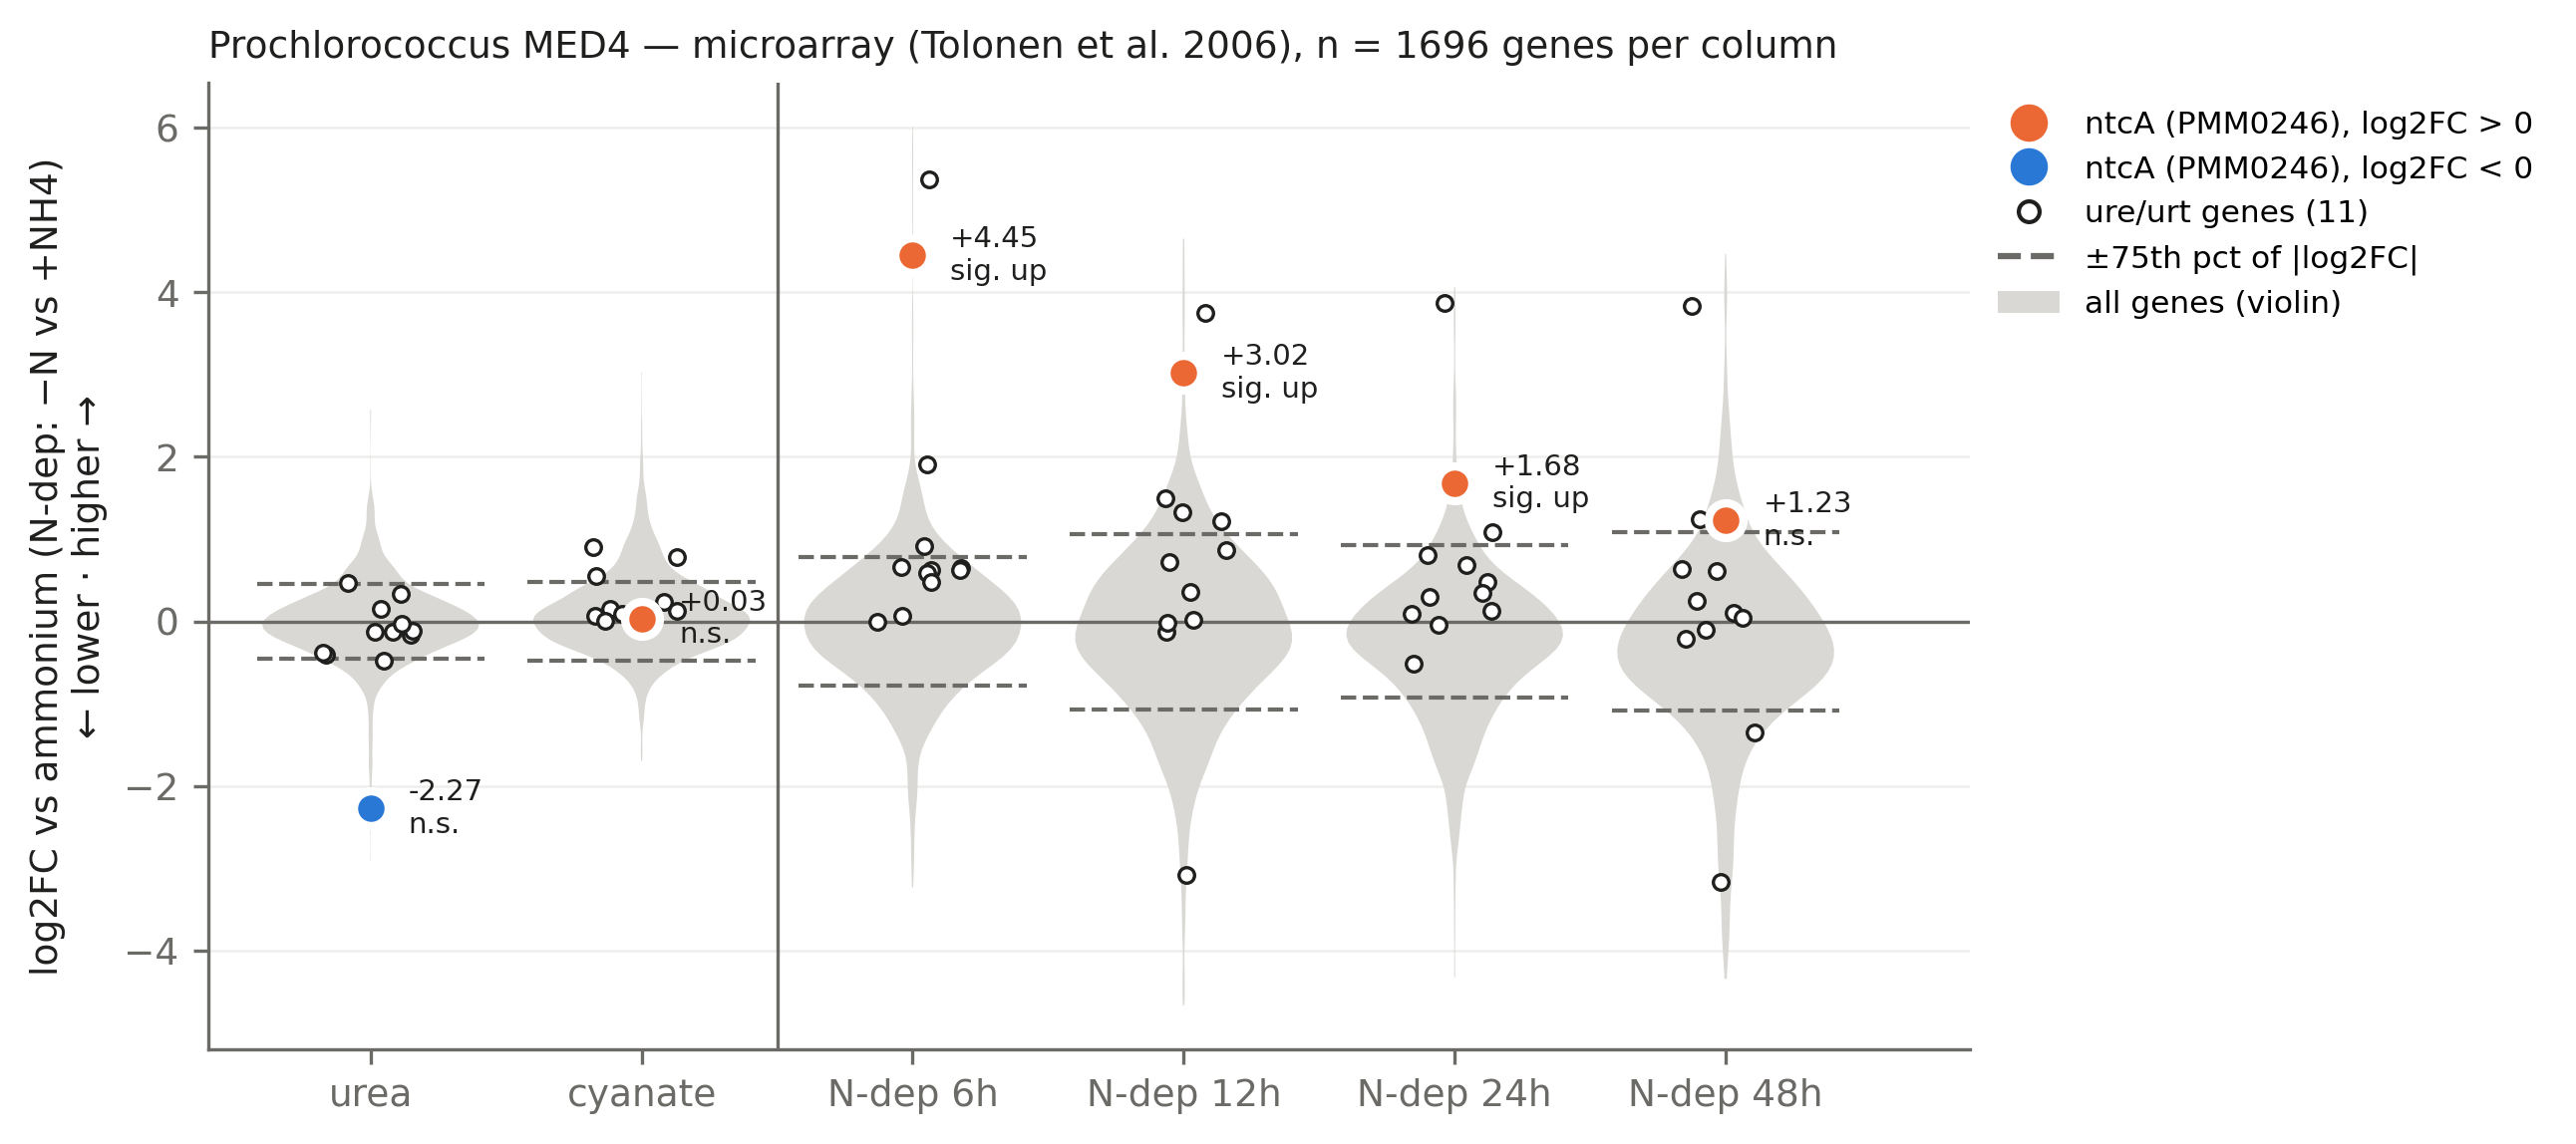 Prochlorococcus MED4 — microarray (Tolonen et al. 2006), n = 1696 genes per column
log2FC vs ammonium (N-dep: −N vs +NH4)
← lower · higher →
6
4
2
0
−2
−4
-2.27
n.s.
+0.03
n.s.
+4.45
sig. up
+3.02
sig. up
+1.68
sig. up
+1.23
n.s.
urea
cyanate
N-dep 6h
N-dep 12h
N-dep 24h
N-dep 48h
ntcA (PMM0246), log2FC > 0
ntcA (PMM0246), log2FC < 0
ure/urt genes (11)
±75th pct of |log2FC|
all genes (violin)